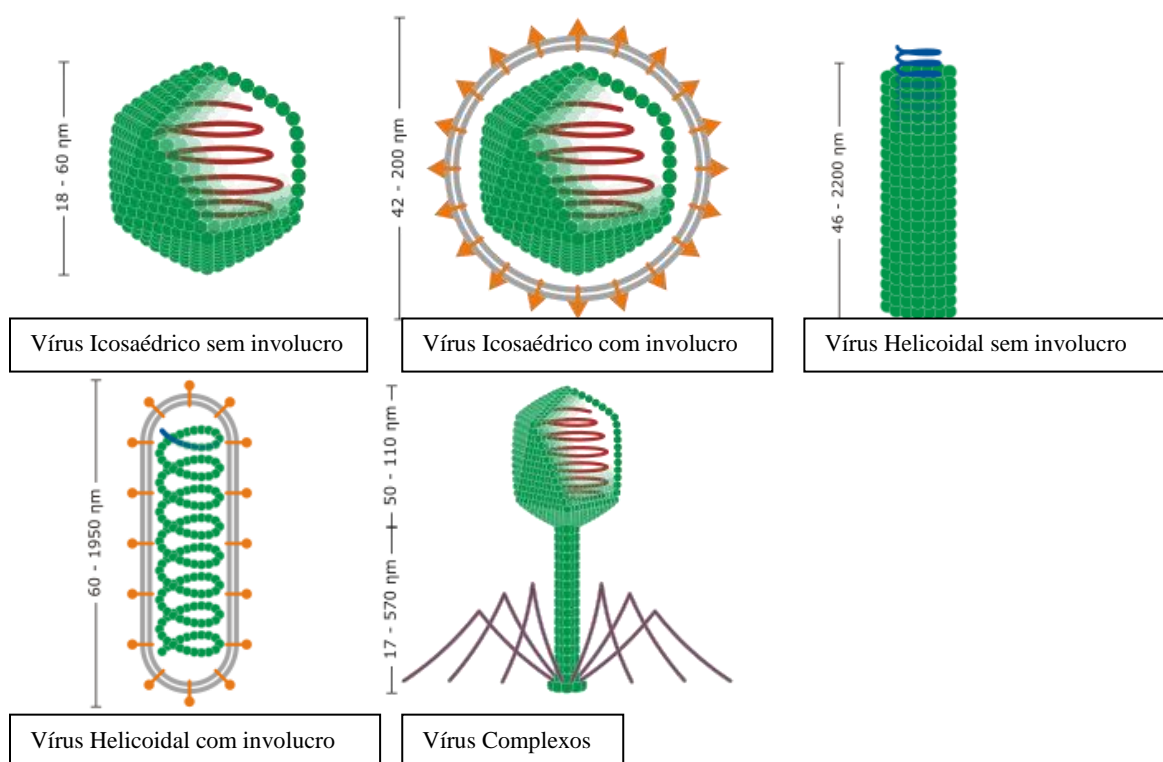 18 - 60 ηm
42 - 200 ηm
46 - 2200 ηm
Vírus Icosaédrico sem involucro
Vírus Icosaédrico com involucro
Vírus Helicoidal sem involucro
60 - 1950 ηm
50 - 110 ηm
17 - 570 ηm
Vírus Helicoidal com involucro
Vírus Complexos